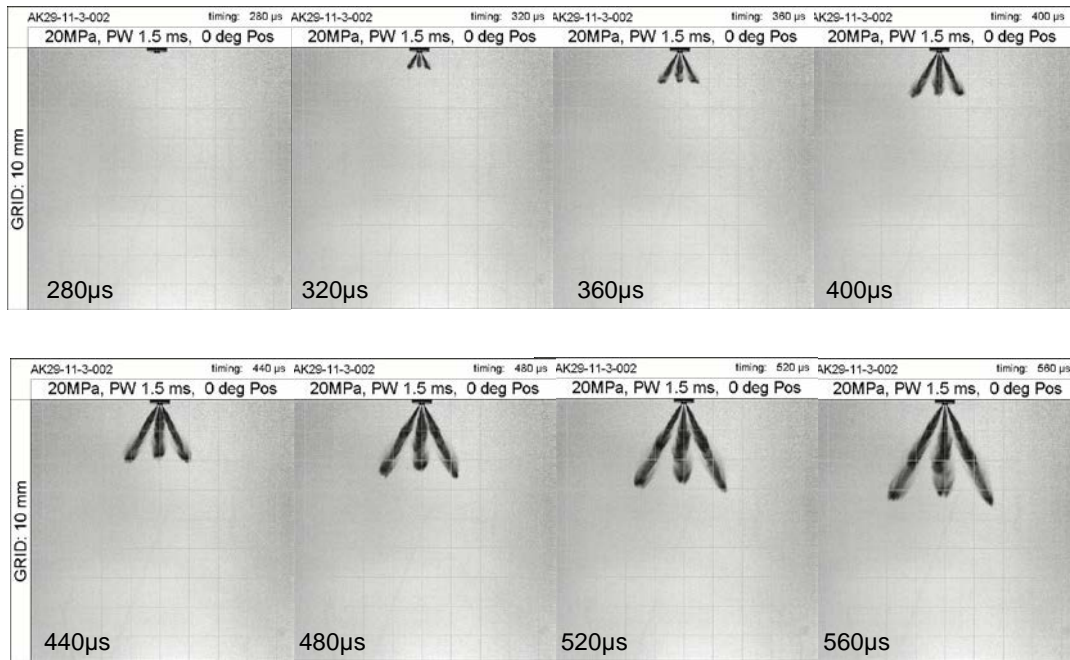 AK29-11-3-002 timing: 280 µs
20MPa, PW 1.5 ms, 0 deg Pos
AK29-11-3-002 timing: 320 µs
20MPa, PW 1.5 ms, 0 deg Pos
AK29-11-3-002 timing: 360 µs
20MPa, PW 1.5 ms, 0 deg Pos
AK29-11-3-002 timing: 400 µs
20MPa, PW 1.5 ms, 0 deg Pos
GRID: 10 mm
280µs
320µs
360µs
400µs
AK29-11-3-002 timing: 440 µs
20MPa, PW 1.5 ms, 0 deg Pos
AK29-11-3-002 timing: 480 µs
20MPa, PW 1.5 ms, 0 deg Pos
AK29-11-3-002 timing: 520 µs
20MPa, PW 1.5 ms, 0 deg Pos
AK29-11-3-002 timing: 560 µs
20MPa, PW 1.5 ms, 0 deg Pos
GRID: 10 mm
440µs
480µs
520µs
560µs